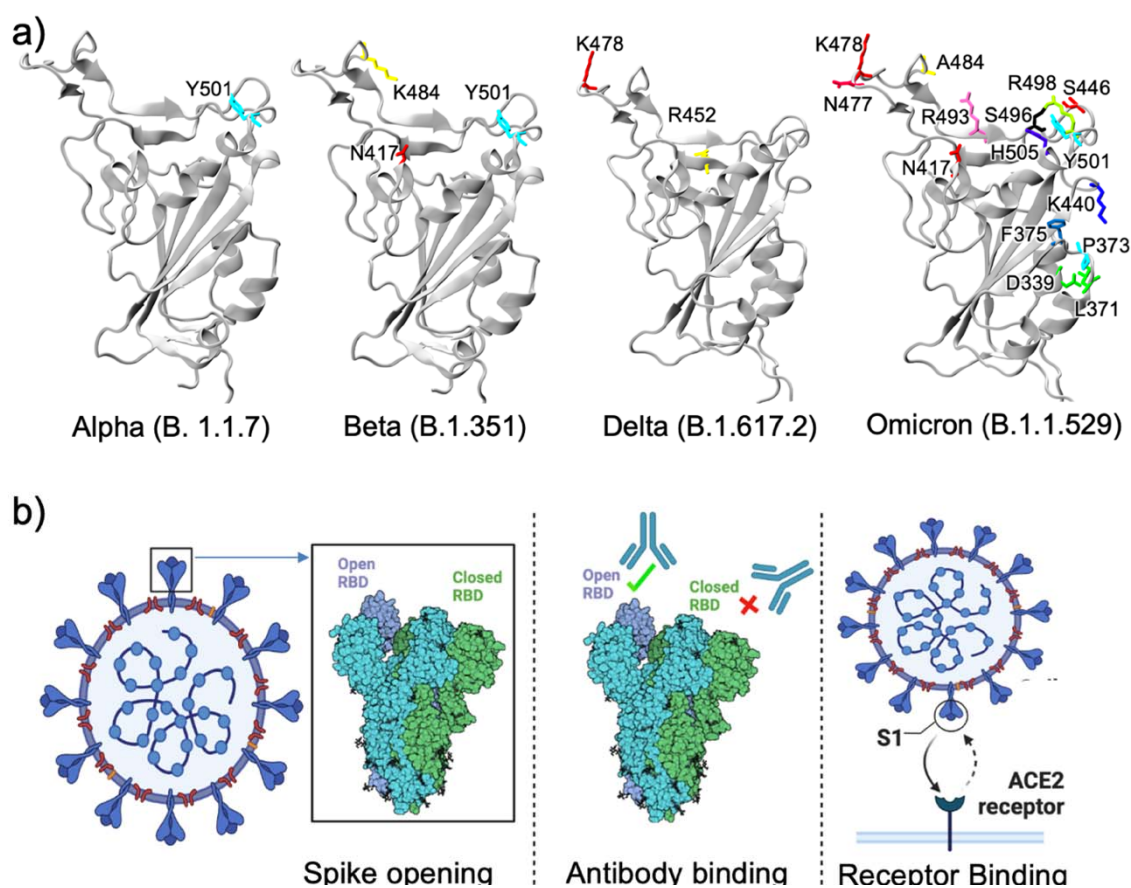 a)
Y501
Alpha (B. 1.1.7)
K484
Y501
N417
Beta (B.1.351)
K478
R452
Delta (B.1.617.2)
K478
A484
N477
R498
S446
R493
S496
N417
H505
Y501
K440
F375
P373
D339
L371
Omicron (B.1.1.529)
b)
Open
RBD
Closed
RBD
Spike opening
Open
RBD
Closed
RBD
Antibody binding
S1
ACE2
receptor
Receptor Binding